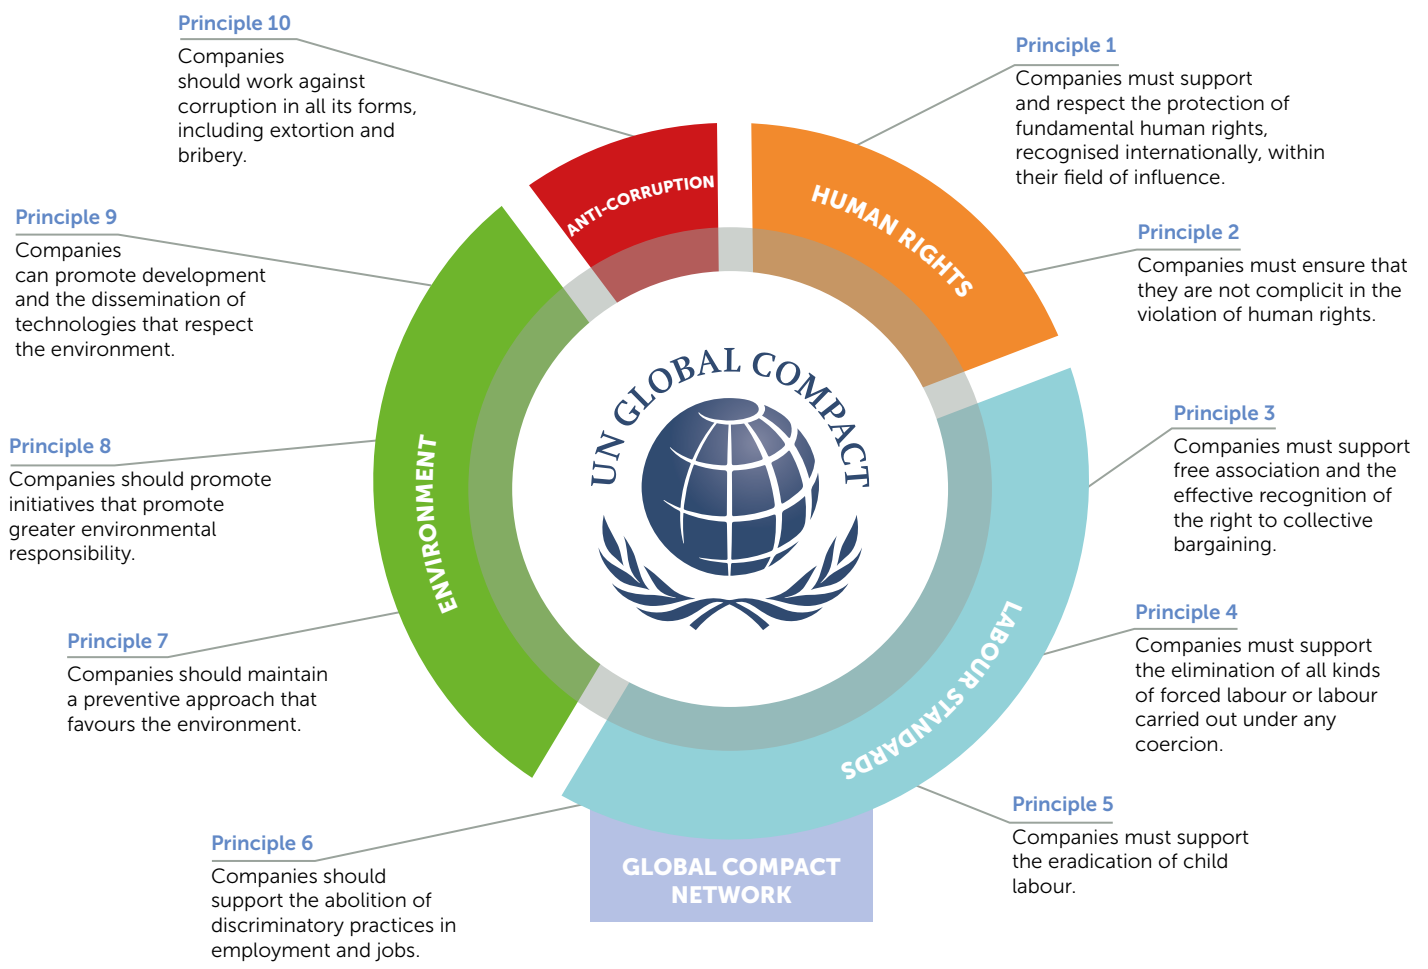 Principle 10
Companies
should work against
corruption in all its forms,
including extortion and
bribery.
Principle 1
Companies must support
and respect the protection of
fundamental human rights,
recognised internationally, within
their field of influence.
Principle 2
Companies must ensure that
they are not complicit in the
violation of human rights.
Principle 3
Companies must support
free association and the
effective recognition of
the right to collective
bargaining.
Principle 4
Companies must support
the elimination of all kinds
of forced labour or labour
carried out under any
coercion.
Principle 5
Companies must support
the eradication of child
labour.
Principle 6
Companies should
support the abolition of
discriminatory practices in
employment and jobs.
Principle 7
Companies should maintain
a preventive approach that
favours the environment.
Principle 8
Companies should promote
initiatives that promote
greater environmental
responsibility.
Principle 9
Companies
can promote development
and the dissemination of
technologies that respect
the environment.
ANTI-CORRUPTION
HUMAN RIGHTS
LABOUR STANDARDS
ENVIRONMENT
UN GLOBAL COMPACT
GLOBAL COMPACT
NETWORK